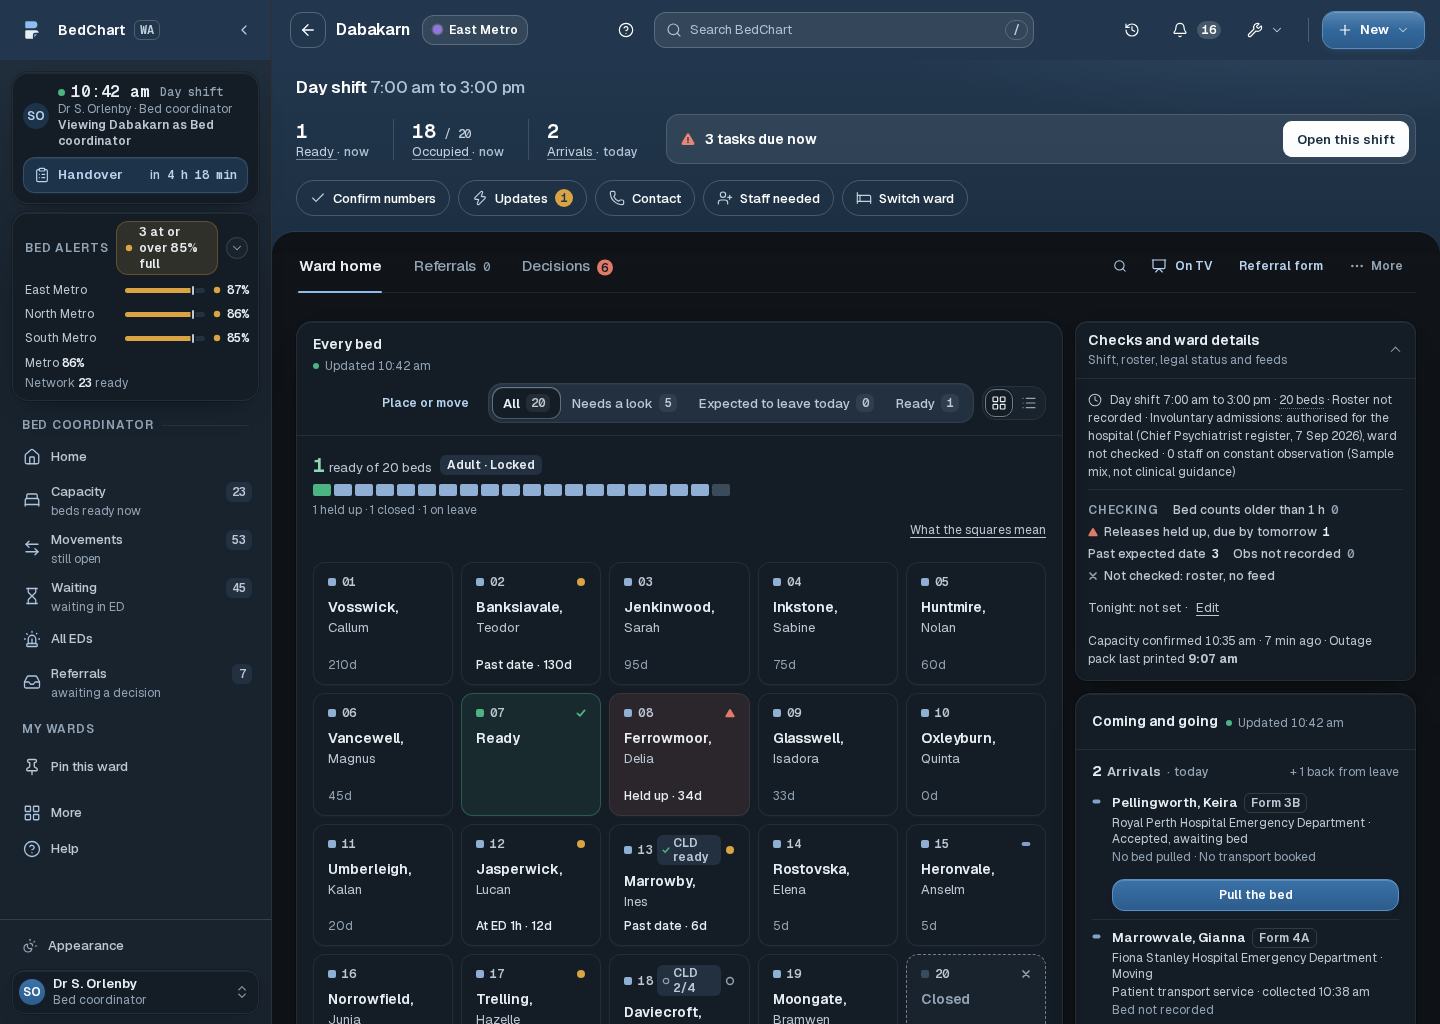 BedChart WA
10:42 am Day shift
SO
Dr S. Orlenby · Bed coordinator
Viewing Dabakarn as Bed
coordinator
Handover in 4 h 18 min
BED ALERTS
3 at or
over 85%
full
East Metro 87%
North Metro 86%
South Metro 85%
Metro 86%
Network 23 ready
BED COORDINATOR
Home
Capacity 23
beds ready now
Movements 53
still open
Waiting 45
waiting in ED
All EDs
Referrals 7
awaiting a decision
MY WARDS
Pin this ward
More
Help
Appearance
SO
Dr S. Orlenby
Bed coordinator
Dabakarn East Metro
Search BedChart /
16
New
Day shift 7:00 am to 3:00 pm
1
Ready · now
18 / 20
Occupied · now
2
Arrivals · today
3 tasks due now
Open this shift
Confirm numbers
Updates 1
Contact
Staff needed
Switch ward
Ward home
Referrals 0
Decisions 6
On TV
Referral form
More
Every bed
Updated 10:42 am
Place or move
All 20
Needs a look 5
Expected to leave today 0
Ready 1
1 ready of 20 beds Adult · Locked
1 held up · 1 closed · 1 on leave
What the squares mean
01
Vosswick,
Callum
210d
02
Banksiavale,
Teodor
Past date · 130d
03
Jenkinwood,
Sarah
95d
04
Inkstone,
Sabine
75d
05
Huntmire,
Nolan
60d
06
Vancewell,
Magnus
45d
07
Ready
08
Ferrowmoor,
Delia
Held up · 34d
09
Glasswell,
Isadora
33d
10
Oxleyburn,
Quinta
0d
11
Umberleigh,
Kalan
20d
12
Jasperwick,
Lucan
At ED 1h · 12d
13 CLD
ready
Marrowby,
Ines
Past date · 6d
14
Rostovska,
Elena
5d
15
Heronvale,
Anselm
5d
16
Norrowfield,
Junia
17
Trelling,
Hazelle
18 CLD
2/4
Daviecroft,
19
Moongate,
Bramwen
20
Closed
Checks and ward details
Shift, roster, legal status and feeds
Day shift 7:00 am to 3:00 pm · 20 beds · Roster not
recorded · Involuntary admissions: authorised for the
hospital (Chief Psychiatrist register, 7 Sep 2026), ward
not checked · 0 staff on constant observation (Sample
mix, not clinical guidance)
CHECKING Bed counts older than 1 h 0
Releases held up, due by tomorrow 1
Past expected date 3 Obs not recorded 0
Not checked: roster, no feed
Tonight: not set · Edit
Capacity confirmed 10:35 am · 7 min ago · Outage
pack last printed 9:07 am
Coming and going Updated 10:42 am
2 Arrivals · today + 1 back from leave
Pellingworth, Keira Form 3B
Royal Perth Hospital Emergency Department ·
Accepted, awaiting bed
No bed pulled · No transport booked
Pull the bed
Marrowvale, Gianna Form 4A
Fiona Stanley Hospital Emergency Department ·
Moving
Patient transport service · collected 10:38 am
Bed not recorded